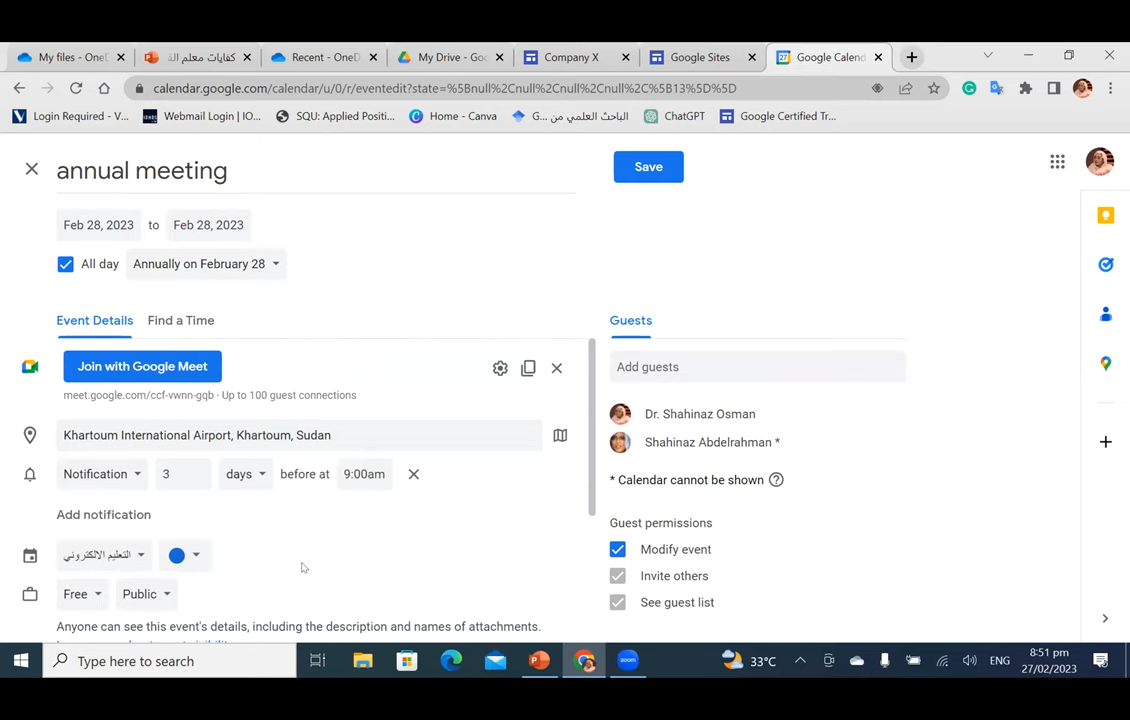 My files - OneD
كفايات معلم الق
Recent - OneD
My Drive - Goo
Company X
Google Sites
27 Google Calend
calendar.google.com/calendar/u/0/r/eventedit?state=%5Bnull%2Cnull%2Cnull%2Cnull%2C%5B13%5D%5D
Login Required - V...
Webmail Login | IO...
SQU: Applied Positi...
Home - Canva
الباحث العلمي من G...
ChatGPT
Google Certified Tr...
annual meeting
Save
Feb 28, 2023 to Feb 28, 2023
All day Annually on February 28
Event Details Find a Time
Guests
Join with Google Meet
meet.google.com/ccf-vwnn-gqb · Up to 100 guest connections
Add guests
Khartoum International Airport, Khartoum, Sudan
Dr. Shahinaz Osman
Shahinaz Abdelrahman *
Notification 3 days before at 9:00am
* Calendar cannot be shown
Add notification
Guest permissions
التعليم الالكتروني
Modify event
Invite others
Free Public
See guest list
Anyone can see this event's details, including the description and names of attachments.
Type here to search
33°C
ENG
8:51 pm
27/02/2023